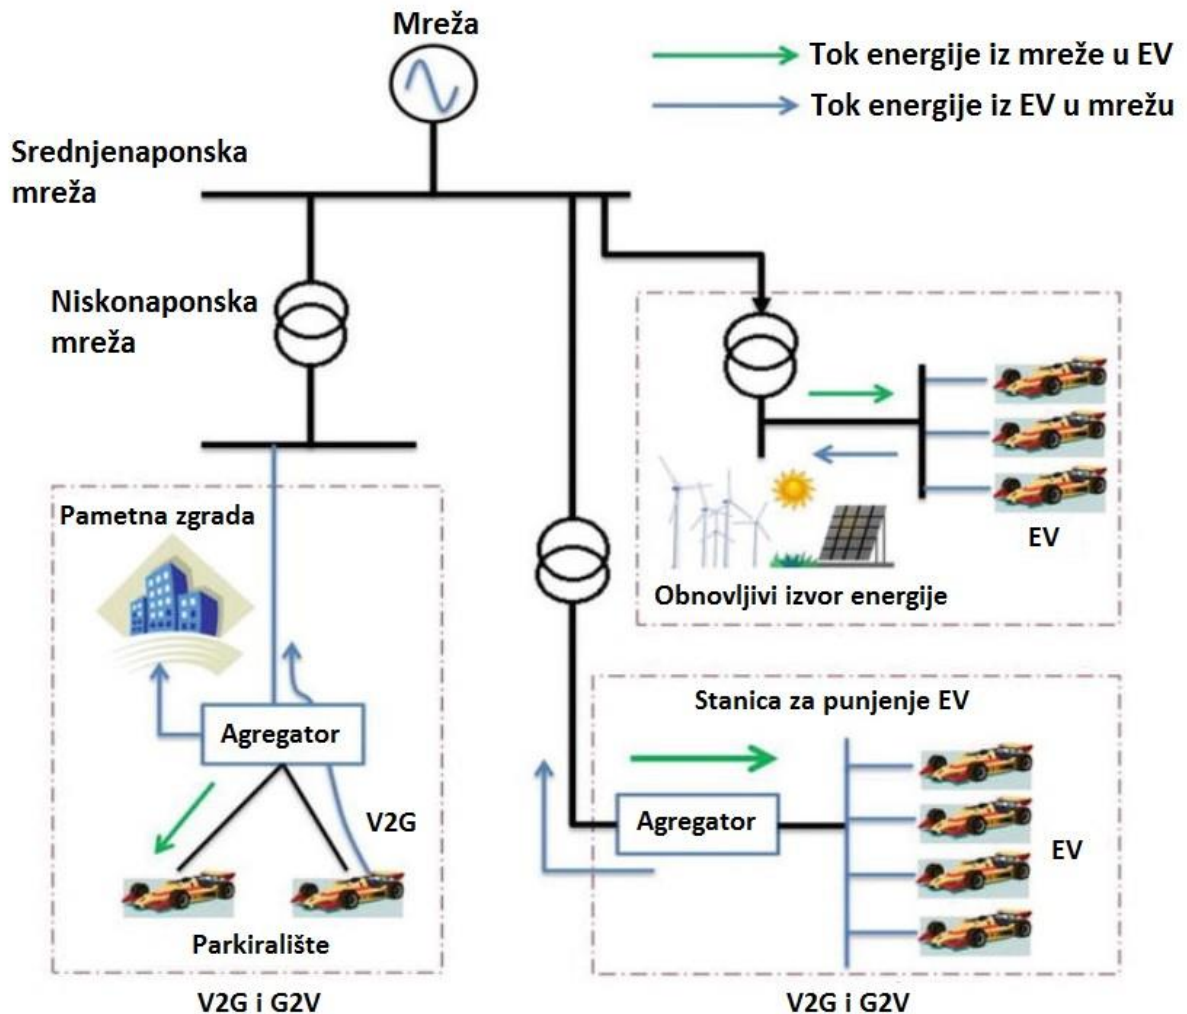 Mreža
Tok energije iz mreže u EV
Tok energije iz EV u mrežu
Srednjenaponska
mreža
Niskonaponska
mreža
Pametna zgrada
Agregator
V2G
Parkiralište
V2G i G2V
EV
Obnovljivi izvor energije
Stanica za punjenje EV
Agregator
EV
V2G i G2V